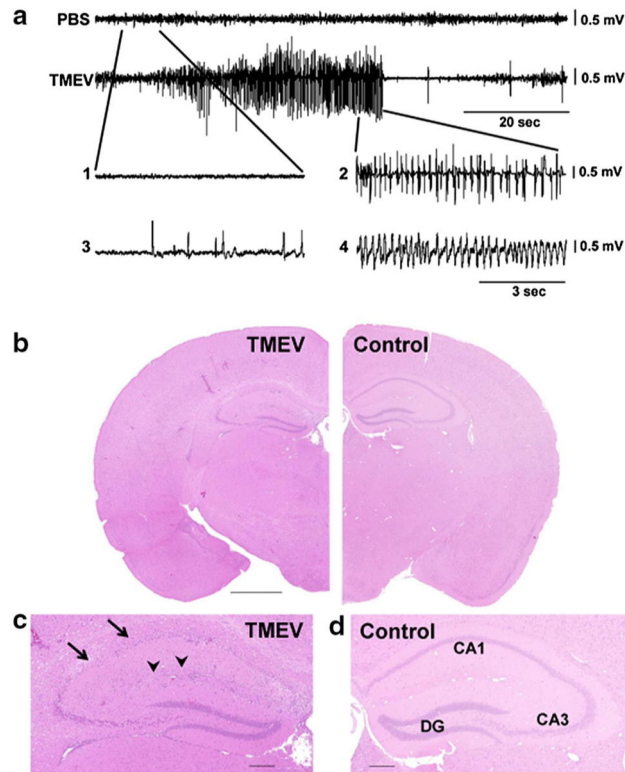 a
PBS
0.5 mV
TMEV
0.5 mV
20 sec
1
2
0.5 mV
3
4
0.5 mV
3 sec
b
TMEV
Control
c
TMEV
d
Control
CA1
CA3
DG